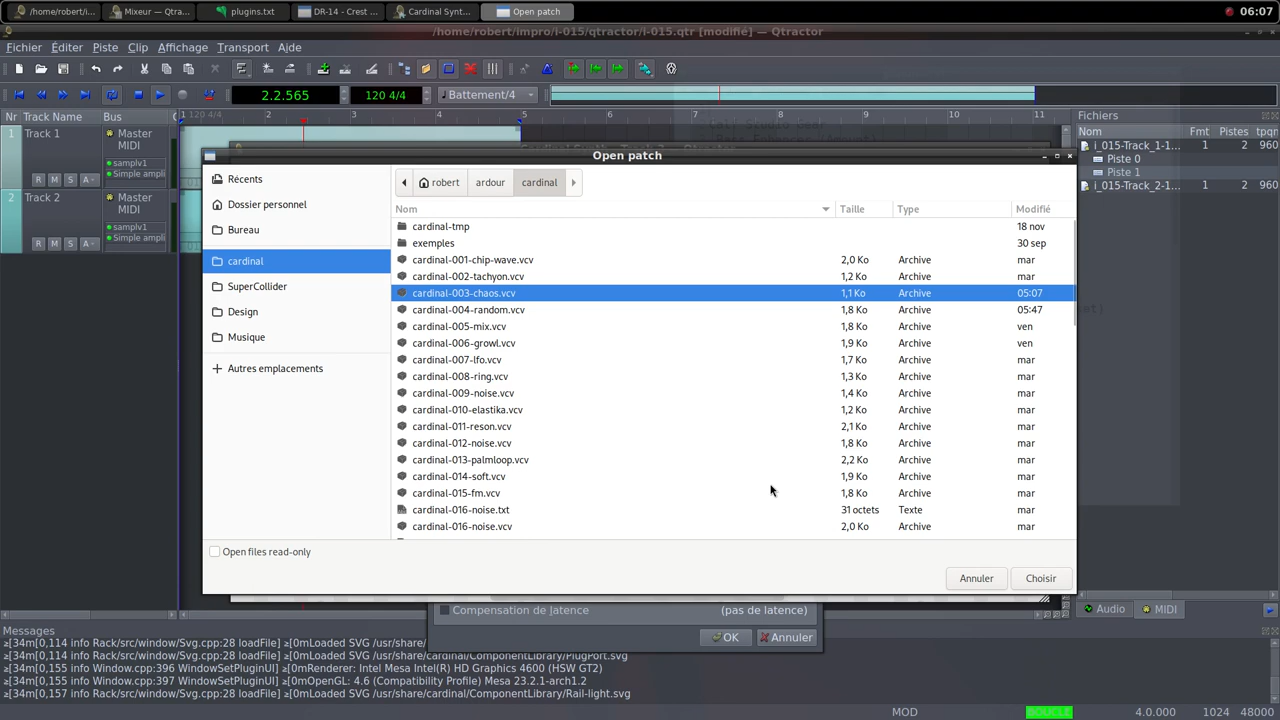 /home/robert/i... Mixeur — Qtra... plugins.txt DR-14 - Crest ... Cardinal Synt... Open patch 06:07
/home/robert/impro/i-015/qtractor/i-015.qtr [modifié] — Qtractor
Fichier Éditer Piste Clip Affichage Transport Aide
2.2.565 120 4/4 Battement/4
Nr Track Name Bus 1 120 4/4 2 3 4 5 6 7 8 9 10 11
Fichiers
Nom Fmt Pistes tpqn
1 Track 1 Master MIDI
samplv1
Simple ampli
R M S A
2 Track 2 Master MIDI
samplv1
Simple ampli
R M S A
i_015-Track_1-1... 1 2 960
Piste 0
Piste 1
i_015-Track_2-1... 1 2 960
Open patch
Récents
Dossier personnel
Bureau
cardinal
SuperCollider
Design
Musique
Autres emplacements
robert ardour cardinal
Nom Taille Type Modifié
cardinal-tmp 18 nov
exemples 30 sep
cardinal-001-chip-wave.vcv 2,0 Ko Archive mar
cardinal-002-tachyon.vcv 1,2 Ko Archive mar
cardinal-003-chaos.vcv 1,1 Ko Archive 05:07
cardinal-004-random.vcv 1,8 Ko Archive 05:47
cardinal-005-mix.vcv 1,8 Ko Archive ven
cardinal-006-growl.vcv 1,9 Ko Archive ven
cardinal-007-lfo.vcv 1,7 Ko Archive mar
cardinal-008-ring.vcv 1,3 Ko Archive mar
cardinal-009-noise.vcv 1,4 Ko Archive mar
cardinal-010-elastika.vcv 1,2 Ko Archive mar
cardinal-011-reson.vcv 2,1 Ko Archive mar
cardinal-012-noise.vcv 1,8 Ko Archive mar
cardinal-013-palmloop.vcv 2,2 Ko Archive mar
cardinal-014-soft.vcv 1,9 Ko Archive mar
cardinal-015-fm.vcv 1,8 Ko Archive mar
cardinal-016-noise.txt 31 octets Texte mar
cardinal-016-noise.vcv 2,0 Ko Archive mar
Open files read-only
Annuler Choisir
Compensation de latence (pas de latence)
OK Annuler
Audio MIDI
Messages
≥[34m[0,114 info Rack/src/window/Svg.cpp:28 loadFile] ≥[0mLoaded SVG /usr/share/
≥[34m[0,114 info Rack/src/window/Svg.cpp:28 loadFile] ≥[0mLoaded SVG /usr/share/cardinal/ComponentLibrary/PlugPort.svg
≥[34m[0,155 info Window.cpp:396 WindowSetPluginUI] ≥[0mRenderer: Intel Mesa Intel(R) HD Graphics 4600 (HSW GT2)
≥[34m[0,155 info Window.cpp:397 WindowSetPluginUI] ≥[0mOpenGL: 4.6 (Compatibility Profile) Mesa 23.2.1-arch1.2
≥[34m[0,157 info Rack/src/window/Svg.cpp:28 loadFile] ≥[0mLoaded SVG /usr/share/cardinal/ComponentLibrary/Rail-light.svg
MOD BOUCLE 4.0.000 1024 48000